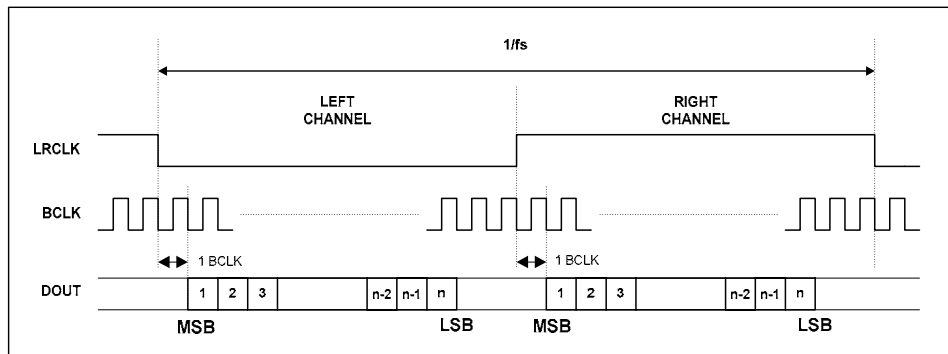 1/fs
LEFT
CHANNEL
RIGHT
CHANNEL
LRCLK
BCLK
1 BCLK
1 BCLK
DOUT
1 2 3 n-2 n-1 n 1 2 3 n-2 n-1 n
MSB LSB MSB LSB